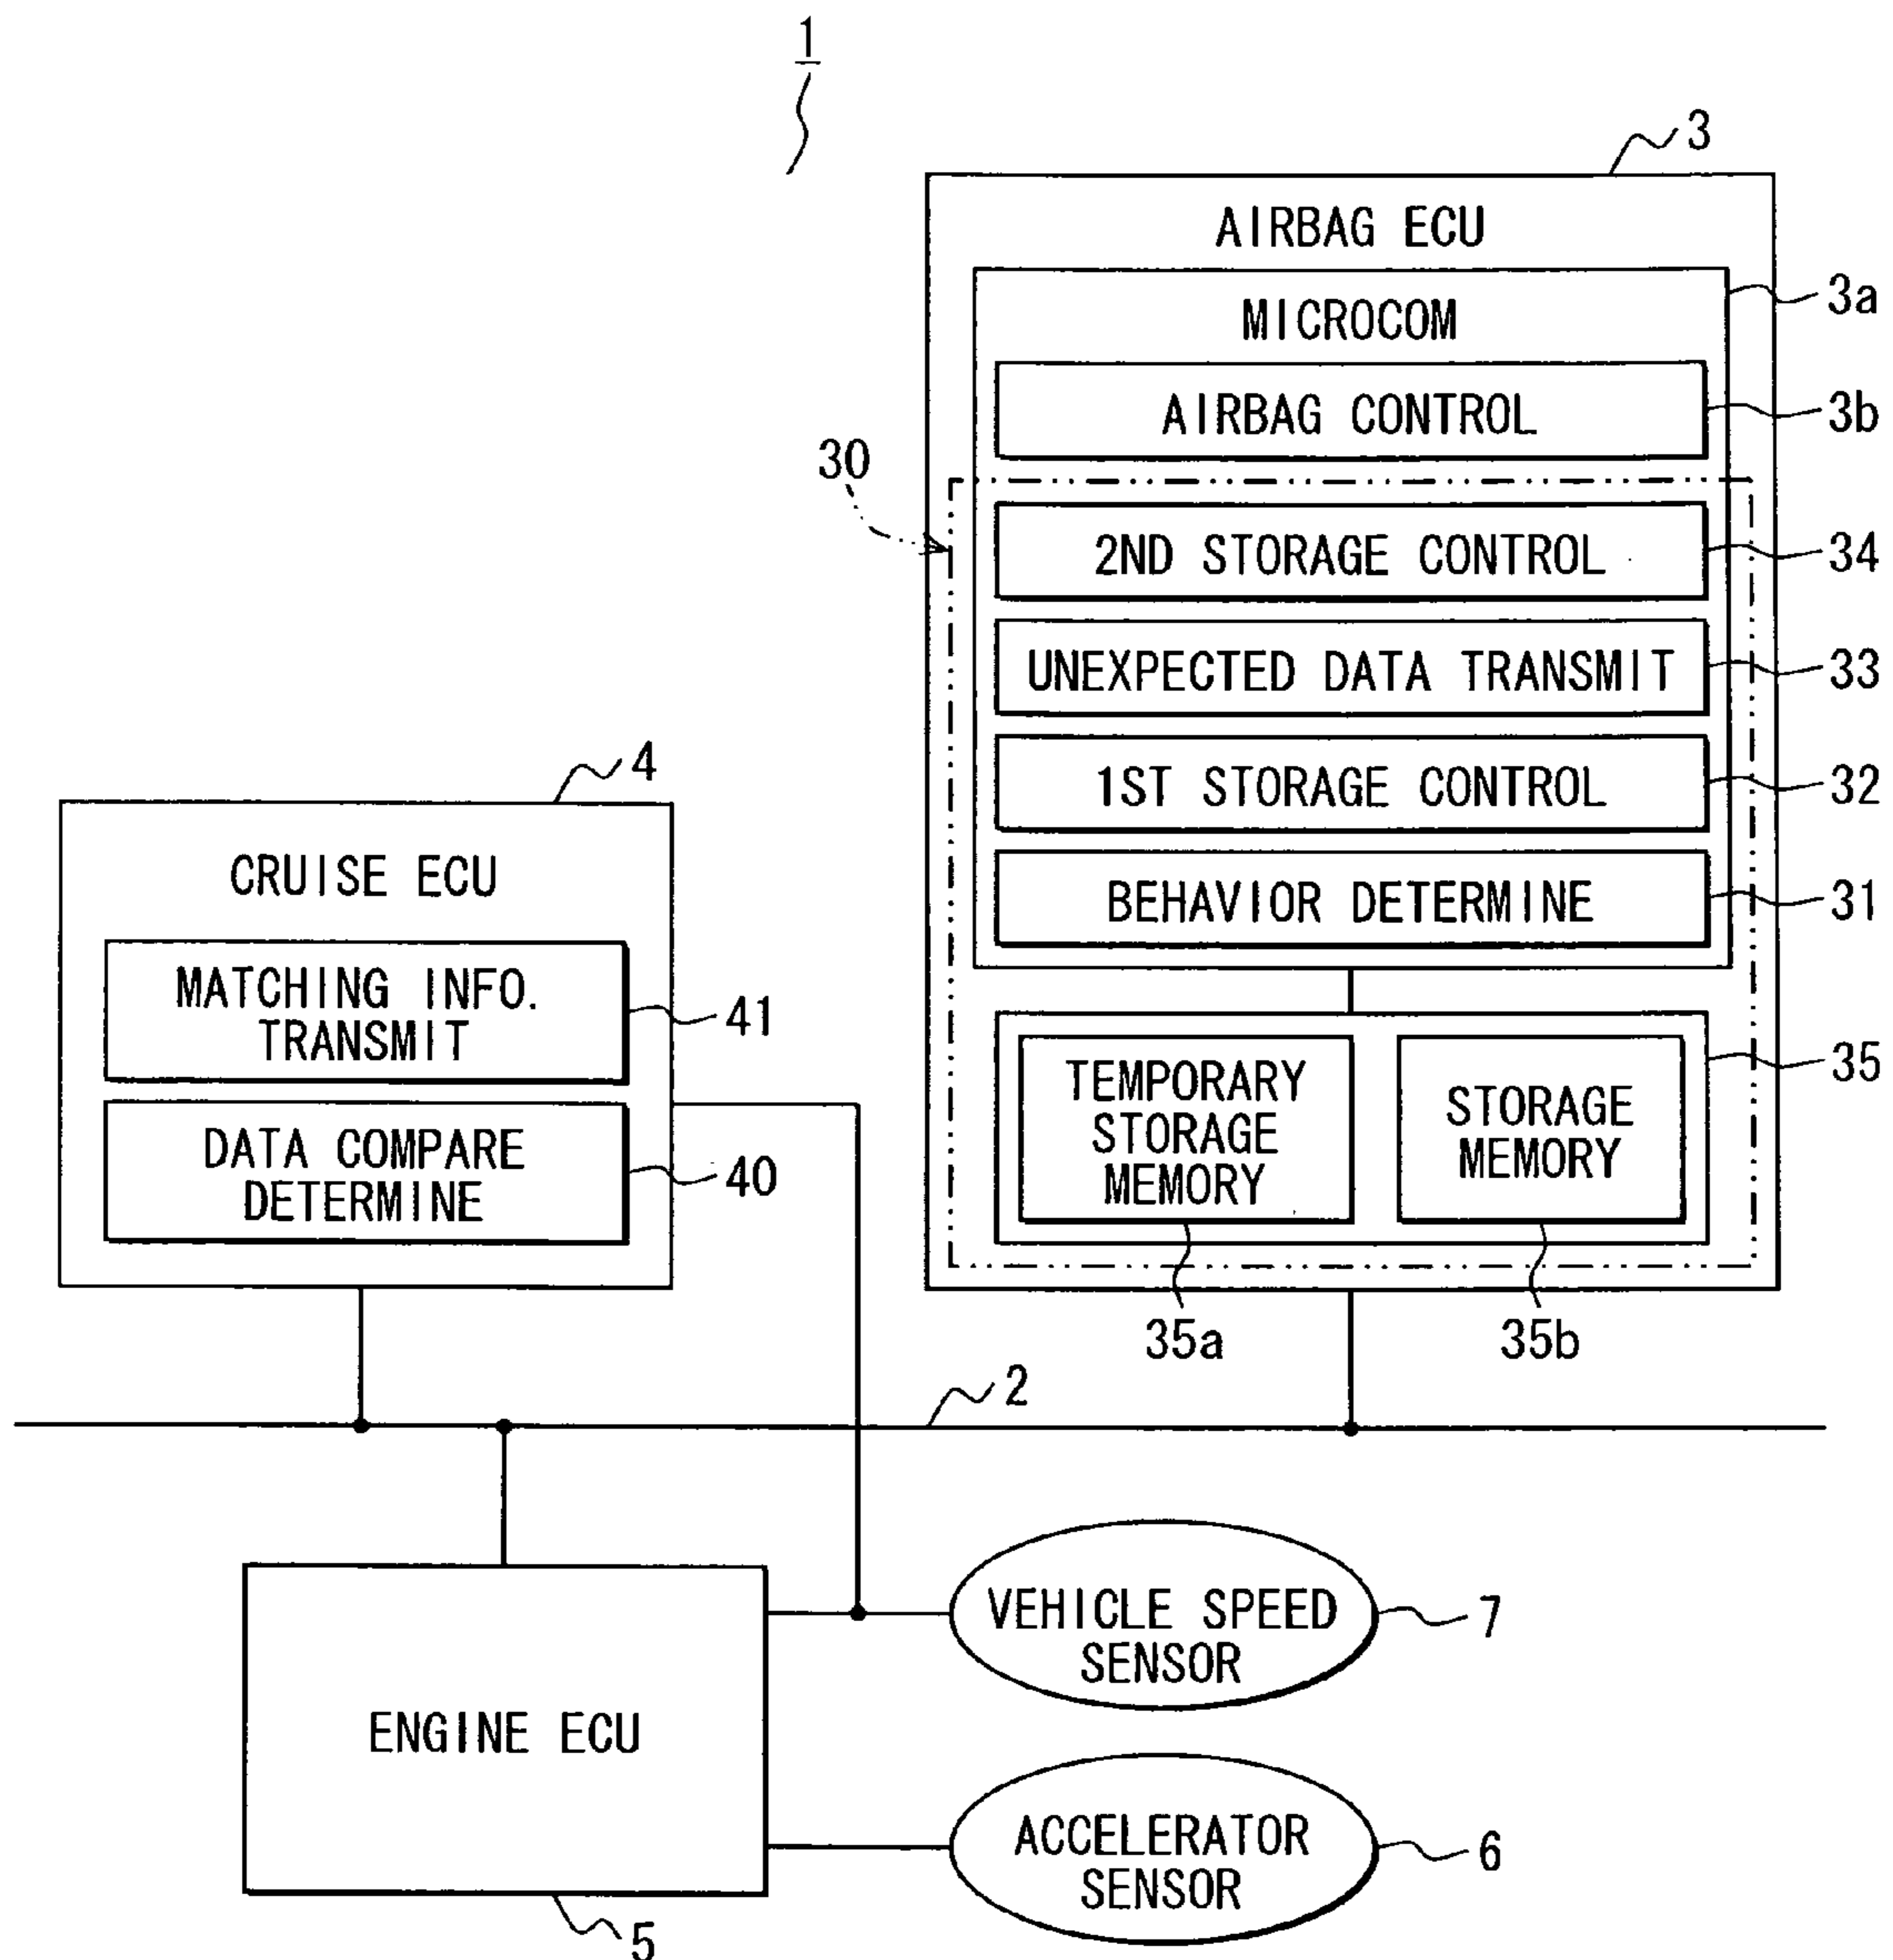 1
3
AIRBAG ECU
3a
MICROCOM
AIRBAG CONTROL
3b
30
2ND STORAGE CONTROL
34
UNEXPECTED DATA TRANSMIT
33
1ST STORAGE CONTROL
32
BEHAVIOR DETERMINE
31
4
CRUISE ECU
MATCHING INFO.
TRANSMIT
41
DATA COMPARE
DETERMINE
40
TEMPORARY
STORAGE
MEMORY
STORAGE
MEMORY
35
35a
35b
2
VEHICLE SPEED
SENSOR
7
ENGINE ECU
ACCELERATOR
SENSOR
6
5